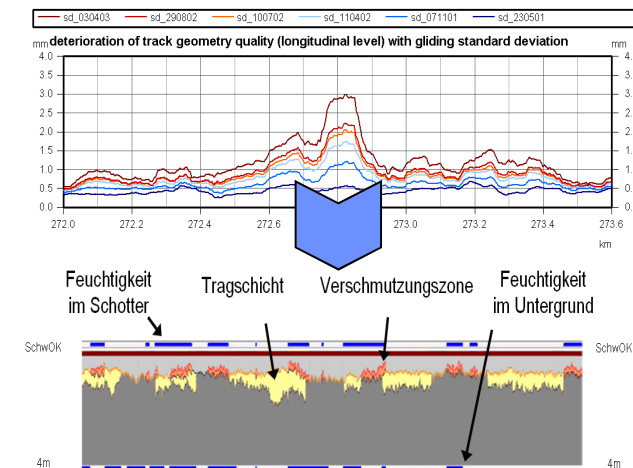 sd_030403 sd_290802 sd_100702 sd_110402 sd_071101 sd_230501
mm deterioration of track geometry quality (longitudinal level) with gliding standard deviation mm
4.0 4.0
3.5 3.5
3.0 3.0
2.5 2.5
2.0 2.0
1.5 1.5
1.0 1.0
0.5 0.5
0.0 0.0
272.0 272.2 272.4 272.6 272.8 273.0 273.2 273.4 273.6
km
Feuchtigkeit Tragschicht Verschmutzungszone Feuchtigkeit
im Schotter im Untergrund
SchwOK SchwOK
4m 4m